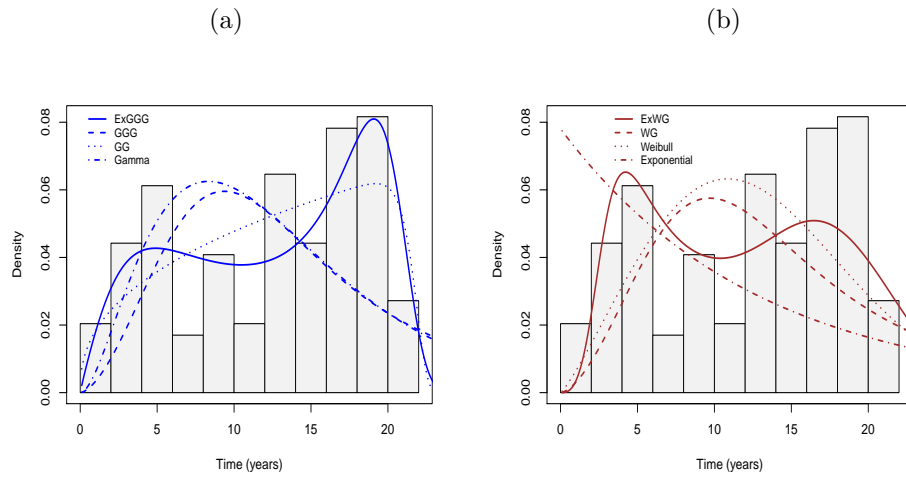 (a)
ExGGG
GGG
GG
Gamma
0.08
0.06
0.04
0.02
0.00
Density
0 5 10 15 20
Time (years)
(b)
ExWG
WG
Weibull
Exponential
0.08
0.06
0.04
0.02
0.00
Density
0 5 10 15 20
Time (years)